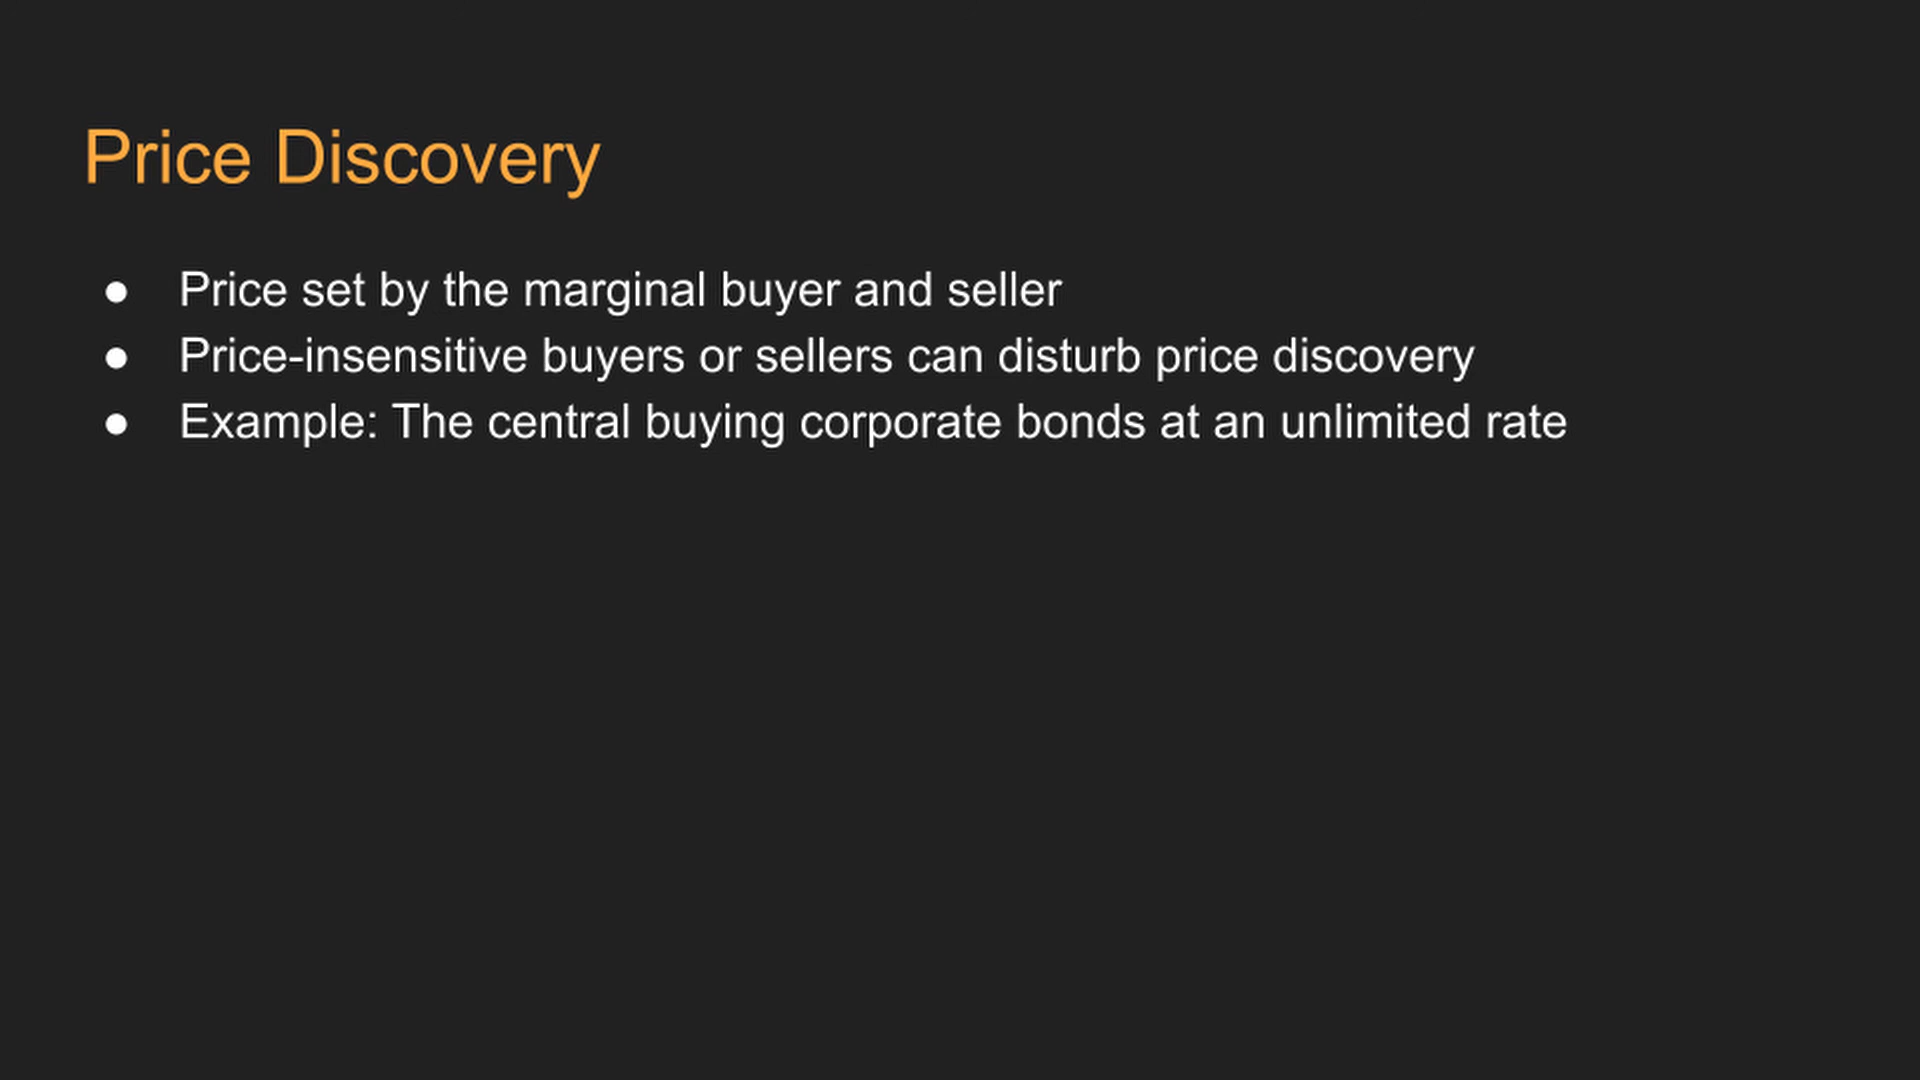 Price Discovery
● Price set by the marginal buyer and seller
● Price-insensitive buyers or sellers can disturb price discovery
● Example: The central buying corporate bonds at an unlimited rate